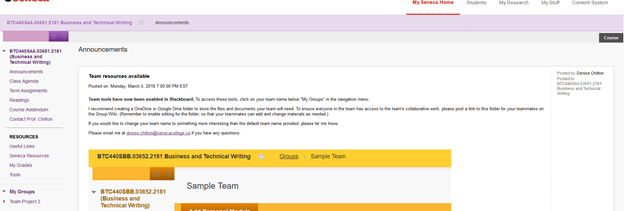 Seneca
My.Seneca Home Students My.Research My.Stuff Content System
BTC440SAA.03651.2181 Business and Technical Writing Announcements
Course
BTC440SAA.03651.2181
(Business and
Technical Writing)
Announcements
Class Agenda
Term Assignments
Readings
Course Addendum
Contact Prof. Chilton
RESOURCES
Useful Links
Seneca Resources
My Grades
Tools
My Groups
Team Project 2
Announcements
Team resources available
Posted on: Monday, March 5, 2018 7:00:00 PM EST
Team tools have now been enabled in Blackboard. To access these tools, click on your team name below "My Groups" in the navigation menu.
I recommend creating a OneDrive or Google Drive folder to store the files and documents your team will need. To ensure everyone in the team has access to the team's collaborative work, please post a link to this folder for your teammates on
the Group Wiki. (Remember to enable editing for the folder, so that your teammates can add and change materials as needed.)
If you would like to change your team name to something more interesting than the default team name provided, please let me know.
Please email me at denise.chilton@senecacollege.ca if you have any questions.
Posted by: Denise Chilton
Posted to:
BTC440SAA.03651.2181
Business and Technical
Writing
BTC440SBB.03652.2181 Business and Technical Writing Groups Sample Team
BTC440SBB.03652.2181
(Business and
Technical Writing)
Sample Team
Add Personal Module